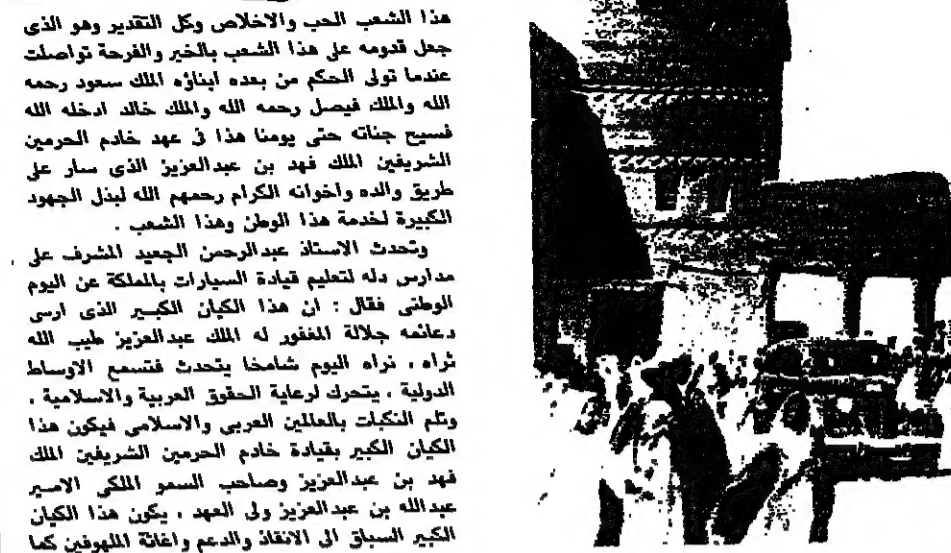 هذا الشعب الحب والاخلاص وكل التقدير وهو الذى
جعل قدومه على هذا الشعب بالخير والفرحة تواصلت
عندما تولى الحكم من بعده ابناؤه الملك سعود رحمه
الله والملك فيصل رحمه الله والملك خالد ادخله الله
فسيح جناته حتى يومنا هذا فى عهد خادم الحرمين
الشريفين الملك فهد بن عبدالعزيز الذى سار على
طريق والده واخوانه الكرام رحمهم الله لبذل الجهود
الكبيرة لخدمة هذا الوطن وهذا الشعب .
وتحدث الاستاذ عبدالرحمن الجعيد المشرف على
مدارس دله لتعليم قيادة السيارات بالملكة عن اليوم
الوطنى فقال : ان هذا الكيان الكبير الذى ارسى
دعائمه جلالة المغفور له الملك عبدالعزيز طيب الله
ثراه ، نراه اليوم شامخا يتحدث فتسمع الاوساط
الدولية ، يتحرك لرعاية الحقوق العربية والاسلامية ،
وتلم النكبات بالعالمين العربى والاسلامى فيكون هذا
الكيان الكبير بقيادة خادم الحرمين الشريفين الملك
فهد بن عبدالعزيز وصاحب السمو الملكى الامير
عبدالله بن عبدالعزيز ولى العهد ، يكون هذا الكيان
الكبير السباق الى الانقاذ والدعم واغاثة الملهوفين كما